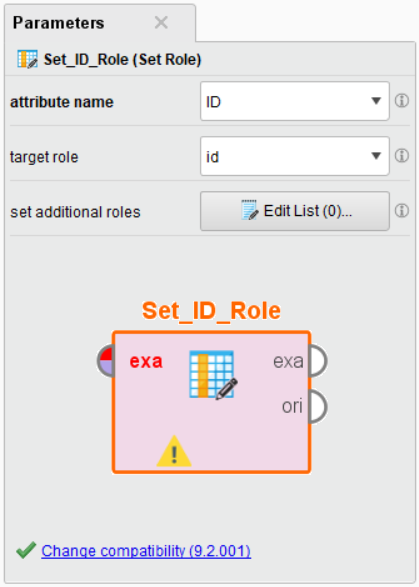 Parameters
Set_ID_Role (Set Role)
attribute name ID
target role id
set additional roles Edit List (0)...
Set_ID_Role
exa exa
ori
Change compatibility (9.2.001)